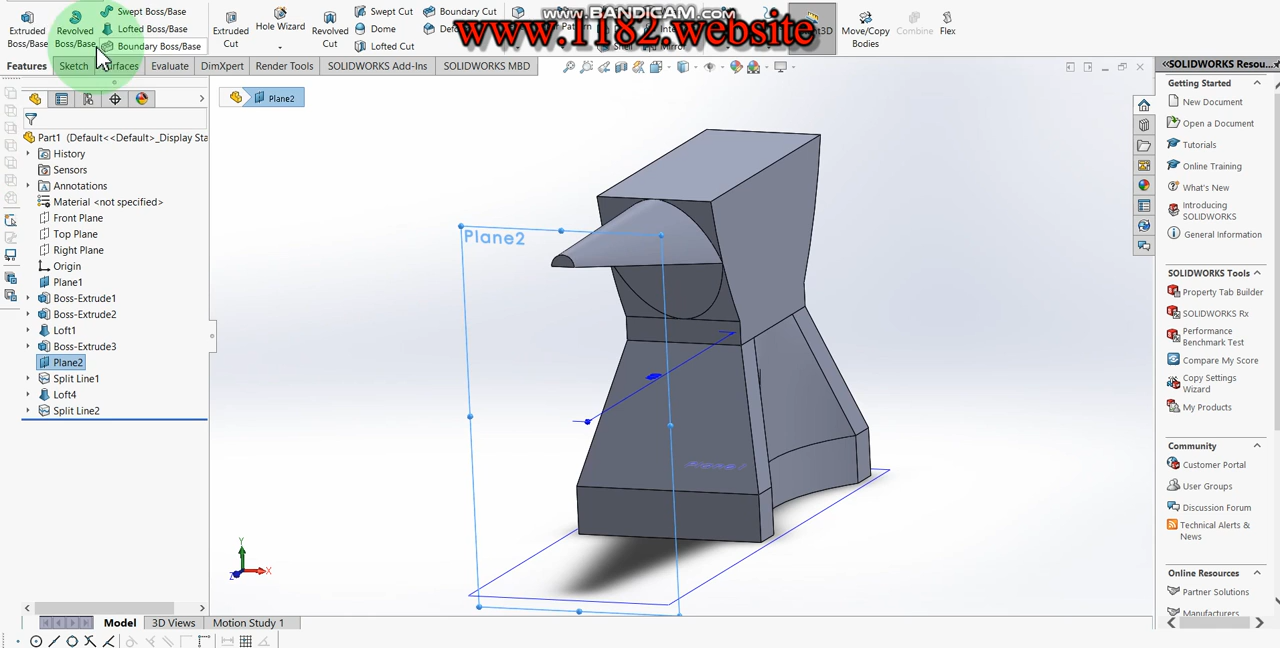 Extruded Boss/Base
Revolved Boss/Base
Swept Boss/Base
Lofted Boss/Base
Boundary Boss/Base
Extruded Cut
Hole Wizard
Revolved Cut
Swept Cut
Dome
Lofted Cut
Boundary Cut
www.BANDICAM.com
www.1182.website
Move/Copy Bodies
Combine
Flex
Features
Sketch
Evaluate
DimXpert
Render Tools
SOLIDWORKS Add-Ins
SOLIDWORKS MBD
Part1 (Default<<Default>_Display Sta
History
Sensors
Annotations
Material <not specified>
Front Plane
Top Plane
Right Plane
Origin
Plane1
Boss-Extrude1
Boss-Extrude2
Loft1
Boss-Extrude3
Plane2
Split Line1
Loft4
Split Line2
Plane2
Plane2
Plane1
Y
X
Z
Model
3D Views
Motion Study 1
SOLIDWORKS Resou...
Getting Started
New Document
Open a Document
Tutorials
Online Training
What's New
Introducing SOLIDWORKS
General Information
SOLIDWORKS Tools
Property Tab Builder
SOLIDWORKS Rx
Performance Benchmark Test
Compare My Score
Copy Settings Wizard
My Products
Community
Customer Portal
User Groups
Discussion Forum
Technical Alerts & News
Online Resources
Partner Solutions
Manufacturers